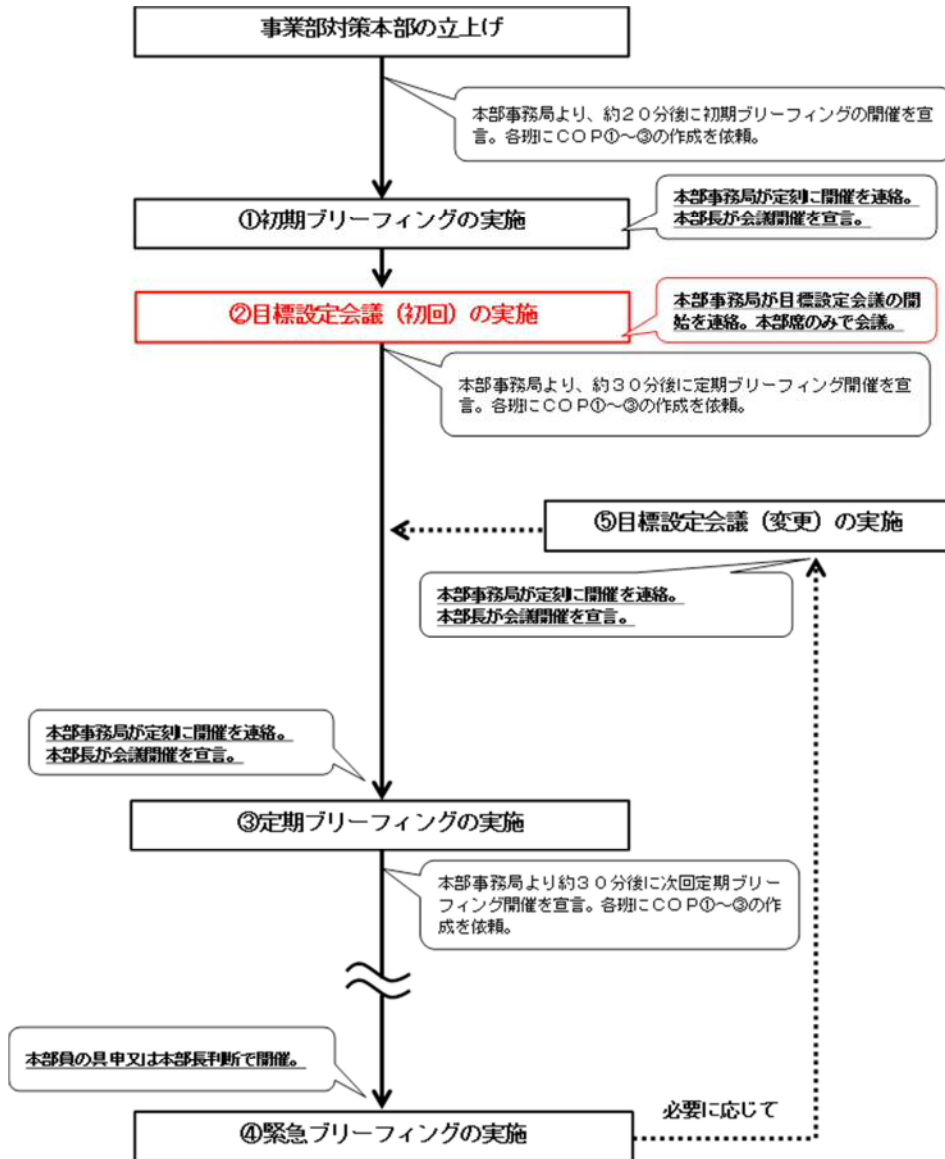 事業部対策本部の立上げ
本部事務局より、約２０分後に初期ブリーフィングの開催を宣
言。各班にＣＯＰ①～③の作成を依頼。
①初期ブリーフィングの実施
本部事務局が定刻に開催を連絡。
本部長が会議開催を宣言。
②目標設定会議（初回）の実施
本部事務局が目標設定会議の開
始を連絡。本部席のみで会議。
本部事務局より、約３０分後に定期ブリーフィング開催を宣
言。各班にＣＯＰ①～③の作成を依頼。
⑤目標設定会議（変更）の実施
本部事務局が定刻に開催を連絡。
本部長が会議開催を宣言。
本部事務局が定刻に開催を連絡。
本部長が会議開催を宣言。
③定期ブリーフィングの実施
本部事務局より約３０分後に次回定期ブリー
フィング開催を宣言。各班にＣＯＰ①～③の作
成を依頼。
本部員の具申又は本部長判断で開催。
必要に応じて
④緊急ブリーフィングの実施